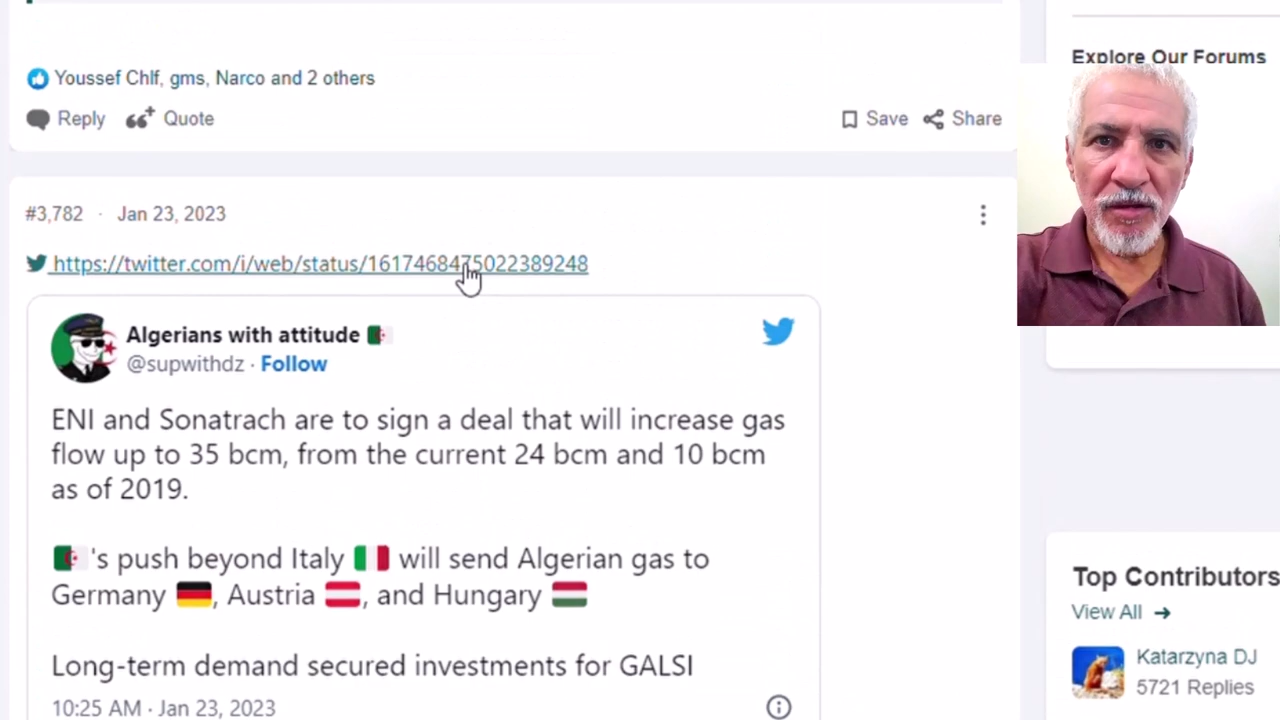 Youssef Chlf, gms, Narco and 2 others
Reply Quote
Save Share
Explore Our Forums
#3,782 · Jan 23, 2023
https://twitter.com/i/web/status/1617468475022389248
Algerians with attitude 🇩🇿
@supwithdz · Follow
ENI and Sonatrach are to sign a deal that will increase gas
flow up to 35 bcm, from the current 24 bcm and 10 bcm
as of 2019.
🇩🇿's push beyond Italy 🇮🇹 will send Algerian gas to
Germany 🇩🇪, Austria 🇦🇹, and Hungary 🇭🇺
Long-term demand secured investments for GALSI
10:25 AM · Jan 23, 2023
Top Contributors
View All →
Katarzyna DJ
5721 Replies